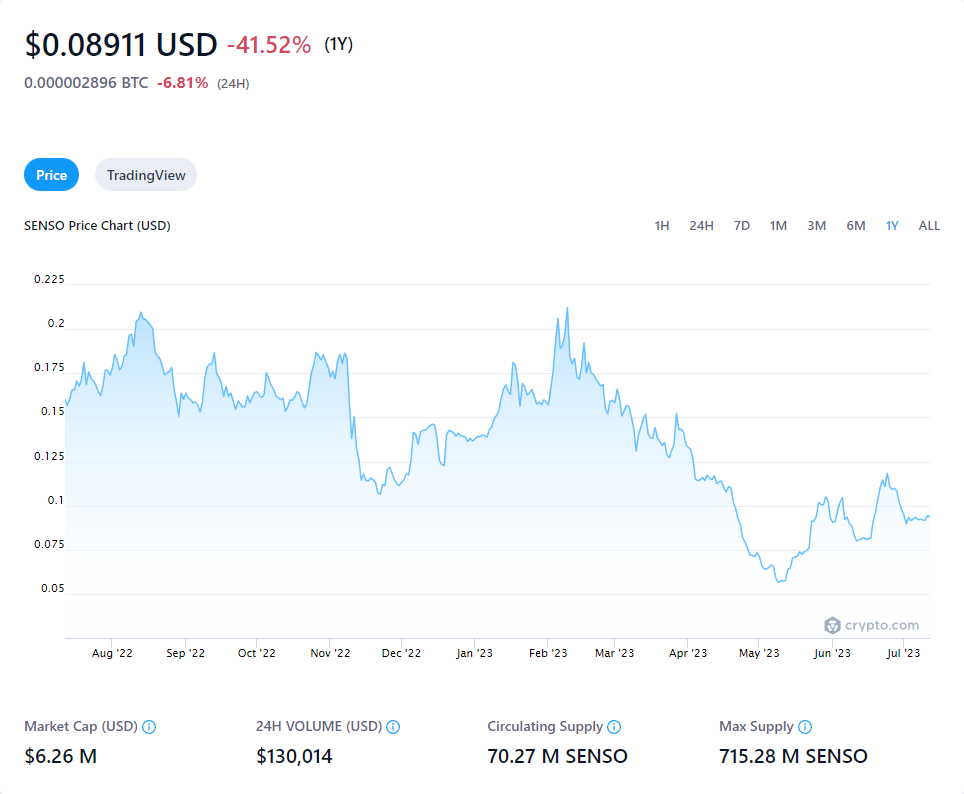 $0.08911 USD -41.52% (1Y)
0.000002896 BTC -6.81% (24H)
Price TradingView
SENSO Price Chart (USD) 1H 24H 7D 1M 3M 6M 1Y ALL
0.225
0.2
0.175
0.15
0.125
0.1
0.075
0.05
crypto.com
Aug '22 Sep '22 Oct '22 Nov '22 Dec '22 Jan '23 Feb '23 Mar '23 Apr '23 May '23 Jun '23 Jul '23
Market Cap (USD) 24H VOLUME (USD) Circulating Supply Max Supply
$6.26 M $130,014 70.27 M SENSO 715.28 M SENSO